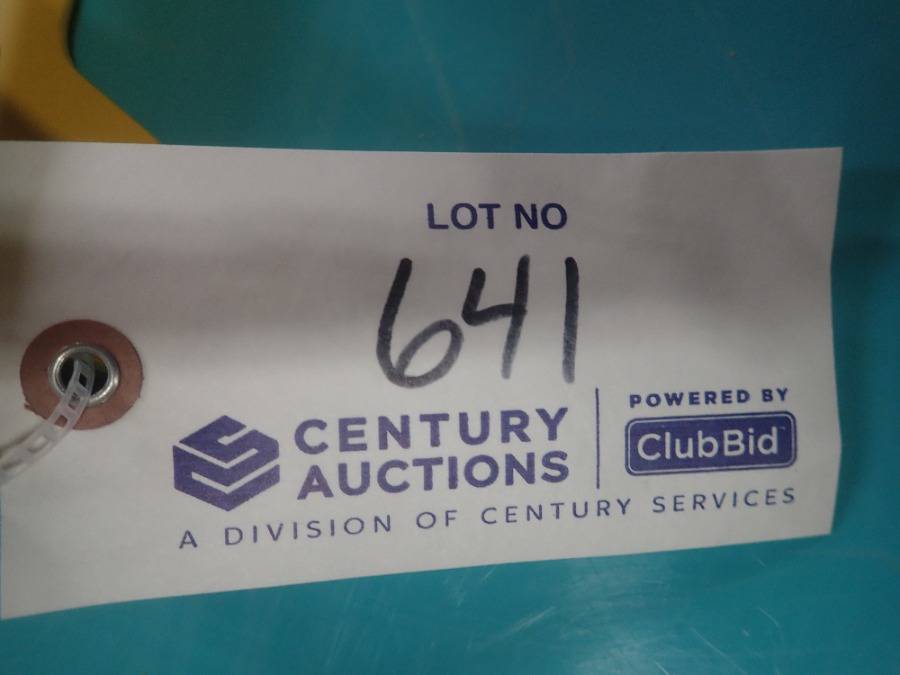 LOT NO
641
CENTURY
AUCTIONS
POWERED BY
ClubBid
A DIVISION OF CENTURY SERVICES